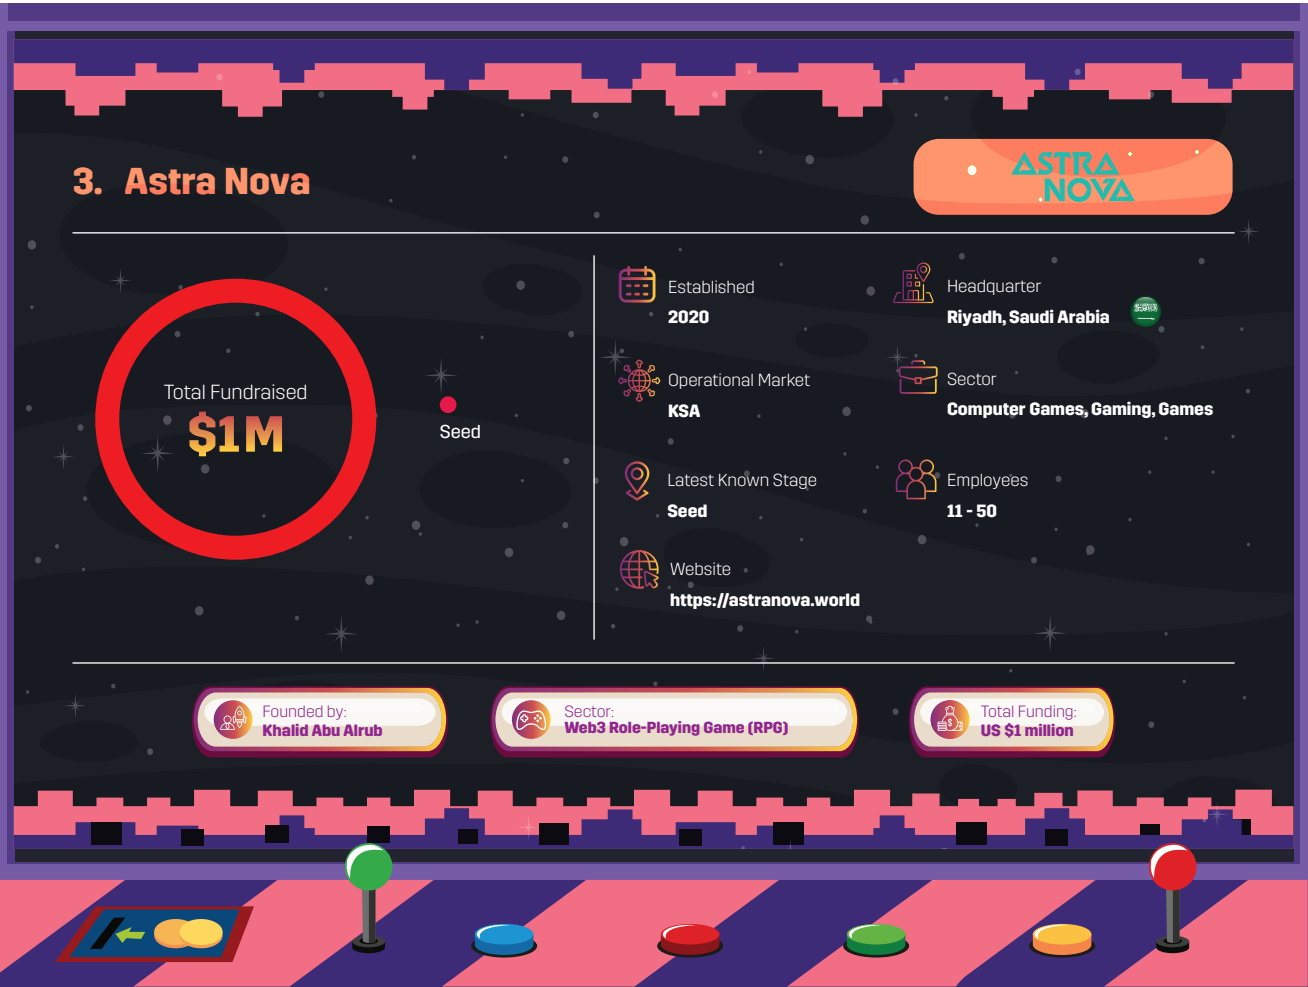 3. Astra Nova
ASTRA
NOVA
Total Fundraised
$1M
Seed
Established
2020
Headquarter
Riyadh, Saudi Arabia
Operational Market
KSA
Sector
Computer Games, Gaming, Games
Latest Known Stage
Seed
Employees
11 - 50
Website
https://astranova.world
Founded by:
Khalid Abu Alrub
Sector:
Web3 Role-Playing Game (RPG)
Total Funding:
US $1 million